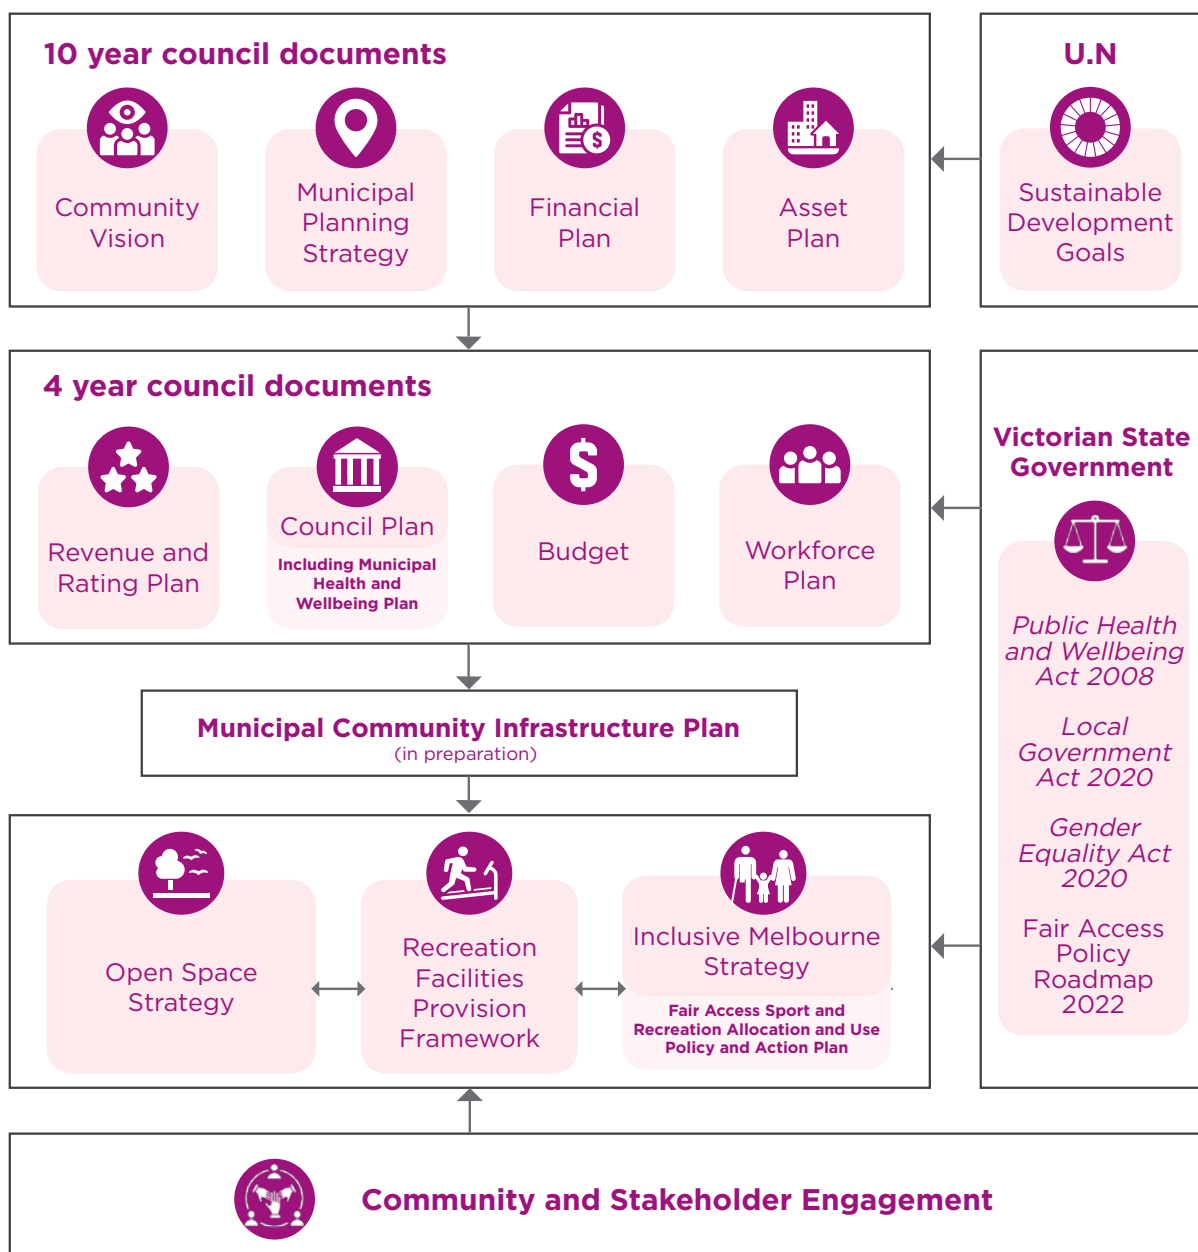 10 year council documents
Community
Vision
Municipal
Planning
Strategy
Financial
Plan
Asset
Plan
U.N
Sustainable
Development
Goals
4 year council documents
Revenue and
Rating Plan
Council Plan
Including Municipal
Health and
Wellbeing Plan
Budget
Workforce
Plan
Victorian State
Government
Public Health
and Wellbeing
Act 2008
Local
Government
Act 2020
Gender
Equality Act
2020
Fair Access
Policy
Roadmap
2022
Municipal Community Infrastructure Plan
(in preparation)
Open Space
Strategy
Recreation
Facilities
Provision
Framework
Inclusive Melbourne
Strategy
Fair Access Sport and
Recreation Allocation and Use
Policy and Action Plan
Community and Stakeholder Engagement